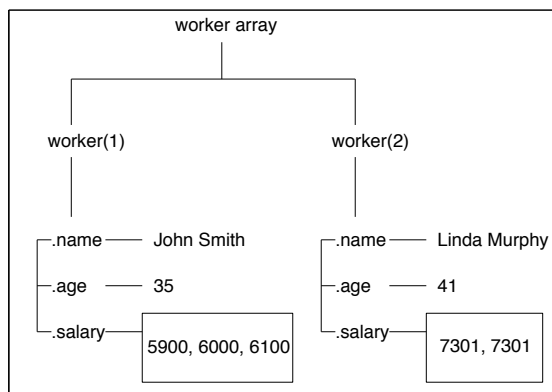 worker array
worker(1)
worker(2)
.name
John Smith
.age
35
.salary
5900, 6000, 6100
.name
Linda Murphy
.age
41
.salary
7301, 7301